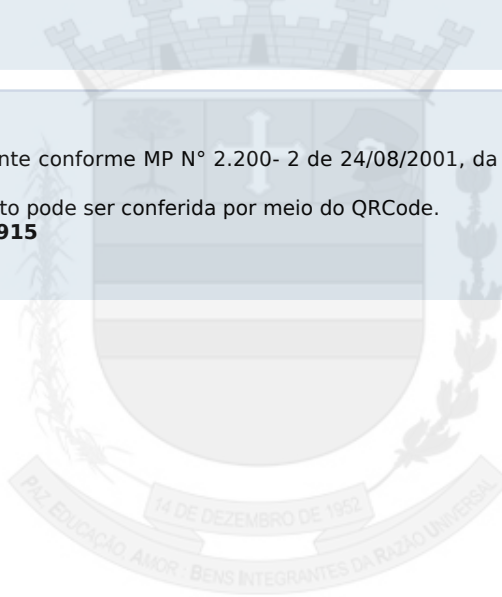 nte conforme MP N° 2.200- 2 de 24/08/2001, da
to pode ser conferida por meio do QRCode.
915
14 DE DEZEMBRO DE 1952
PAZ, EDUCAÇÃO, AMOR - BENS INTEGRANTES DA RAZÃO UNIVERSAL